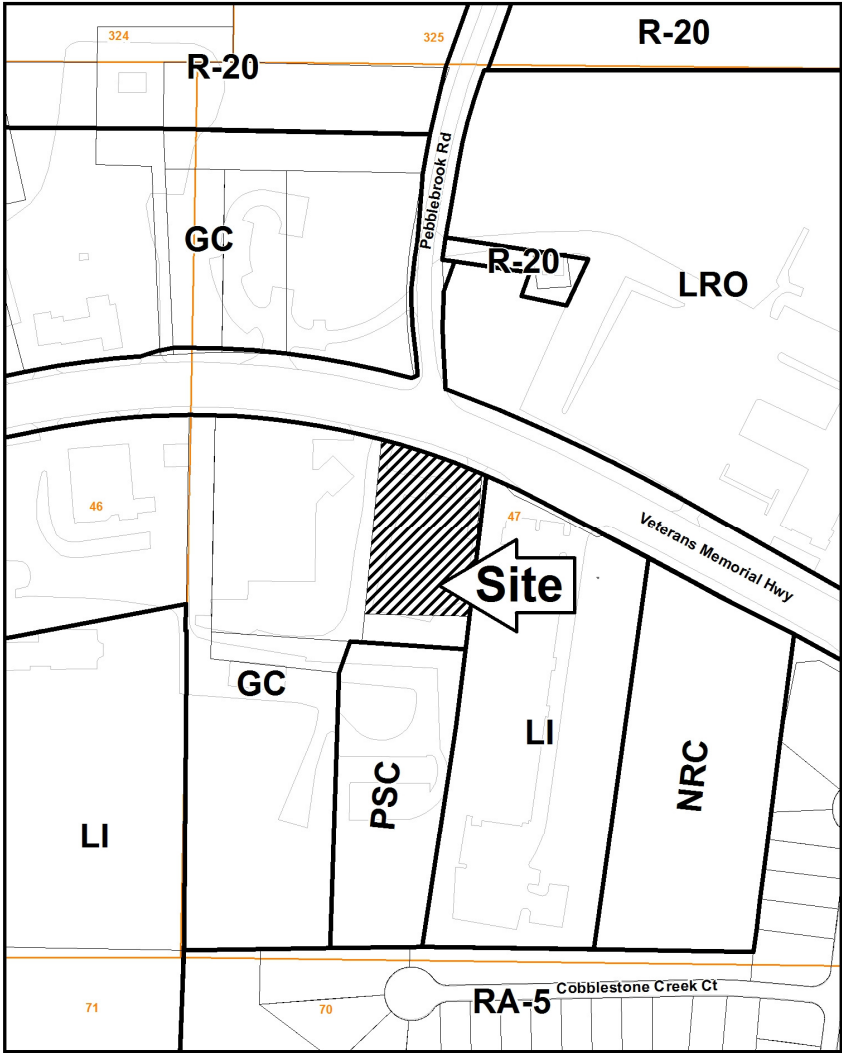 324
325
R-20
R-20
Pebblebrook Rd
GC
R-20
LRO
46
47
Veterans Memorial Hwy
Site
GC
LI
PSC
NRC
LI
71
70
RA-5
Cobblestone Creek Ct